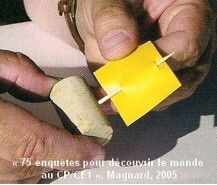 « 75 enquêtes pour découvrir le monde
au CP-CE1 », Magnard, 2005